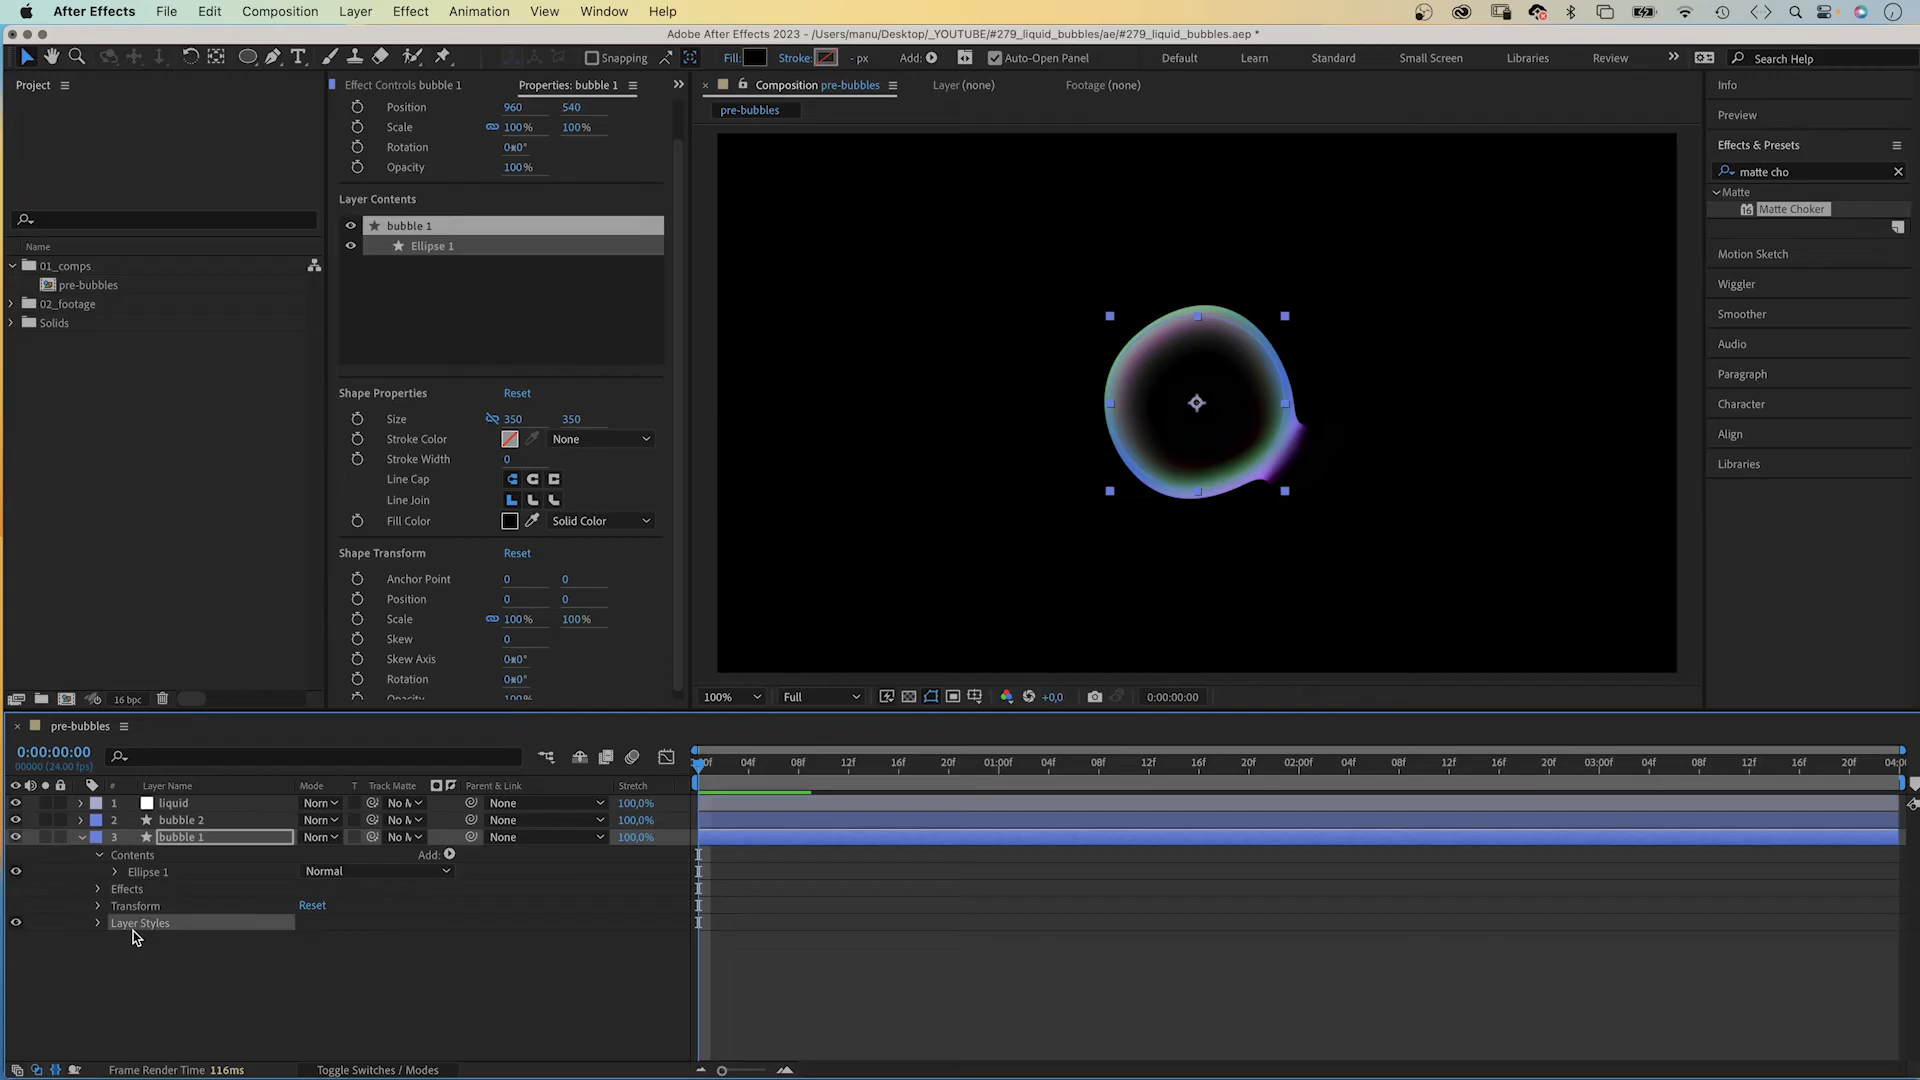 After Effects File Edit Composition Layer Effect Animation View Window Help
Adobe After Effects 2023 - /Users/manu/Desktop/_YOUTUBE/#279_liquid_bubbles/ae/#279_liquid_bubbles.aep *
Snapping Fill: Stroke: - px Add: Auto-Open Panel Default Learn Standard Small Screen Libraries Review Search Help
Project
Name
01_comps
pre-bubbles
02_footage
Solids
16 bpc
Effect Controls bubble 1 Properties: bubble 1
Position 960 540
Scale 100% 100%
Rotation 0x0°
Opacity 100%
Layer Contents
bubble 1
Ellipse 1
Shape Properties Reset
Size 350 350
Stroke Color None
Stroke Width 0
Line Cap
Line Join
Fill Color Solid Color
Shape Transform Reset
Anchor Point 0 0
Position 0 0
Scale 100% 100%
Skew 0
Skew Axis 0x0°
Rotation 0x0°
Opacity 100%
Composition pre-bubbles Layer (none) Footage (none)
pre-bubbles
100% Full +0,0 0:00:00:00
Info
Preview
Effects & Presets
matte cho
Matte
16 Matte Choker
Motion Sketch
Wiggler
Smoother
Audio
Paragraph
Character
Align
Libraries
pre-bubbles
0:00:00:00
00000 (24.00 fps)
04f 08f 12f 16f 20f 01:00f 04f 08f 12f 16f 20f 02:00f 04f 08f 12f 16f 20f 03:00f 04f 08f 12f 16f 20f
# Layer Name Mode T Track Matte Parent & Link Stretch
1 liquid None 100,0%
2 bubble 2 None 100,0%
3 bubble 1 None 100,0%
Contents Add:
Ellipse 1 Normal
Effects
Transform Reset
Layer Styles
Frame Render Time 116ms Toggle Switches / Modes